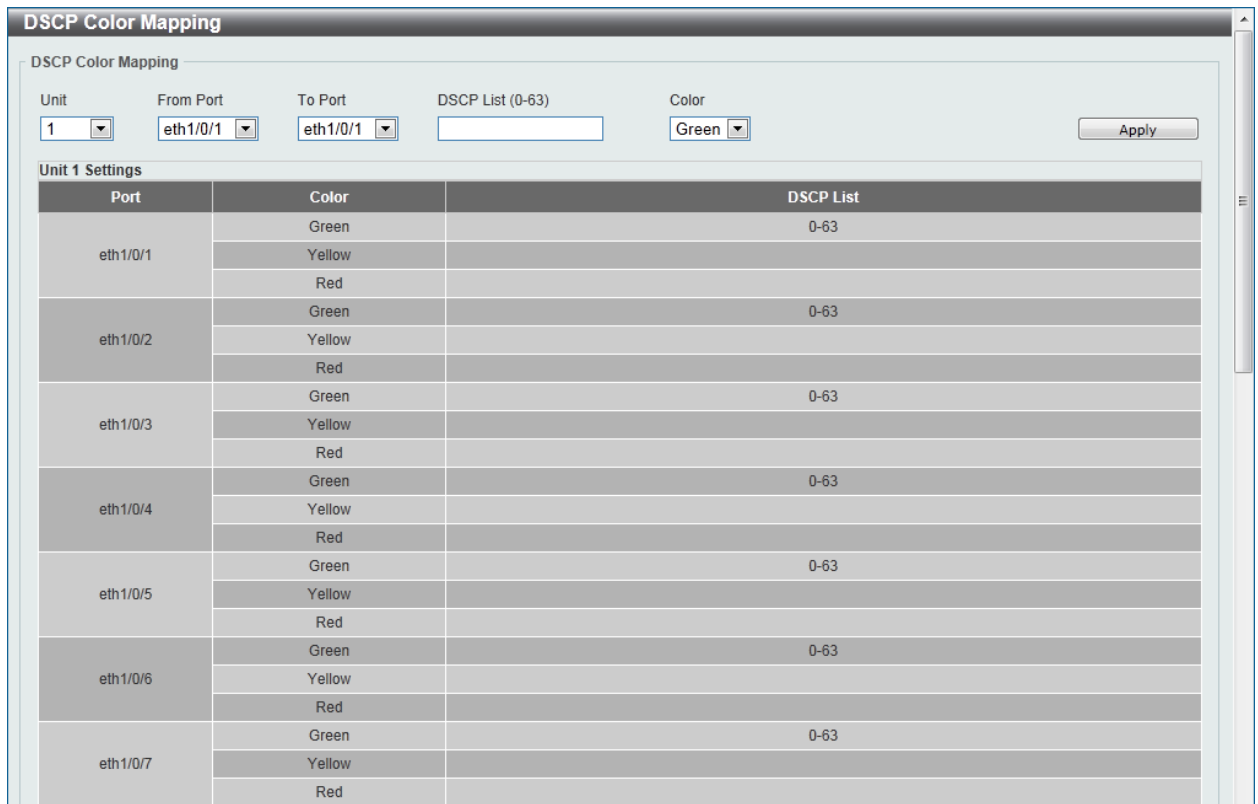 DSCP Color Mapping
DSCP Color Mapping
Unit From Port To Port DSCP List (0-63) Color
1 eth1/0/1 eth1/0/1 Green Apply
Unit 1 Settings
Port Color DSCP List
eth1/0/1
Green 0-63
Yellow
Red
eth1/0/2
Green 0-63
Yellow
Red
eth1/0/3
Green 0-63
Yellow
Red
eth1/0/4
Green 0-63
Yellow
Red
eth1/0/5
Green 0-63
Yellow
Red
eth1/0/6
Green 0-63
Yellow
Red
eth1/0/7
Green 0-63
Yellow
Red